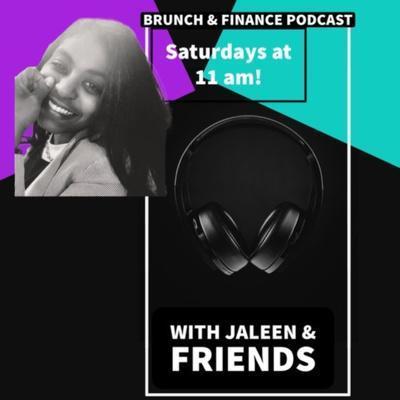 BRUNCH & FINANCE PODCAST
Saturdays at
11 am!
WITH JALEEN &
FRIENDS